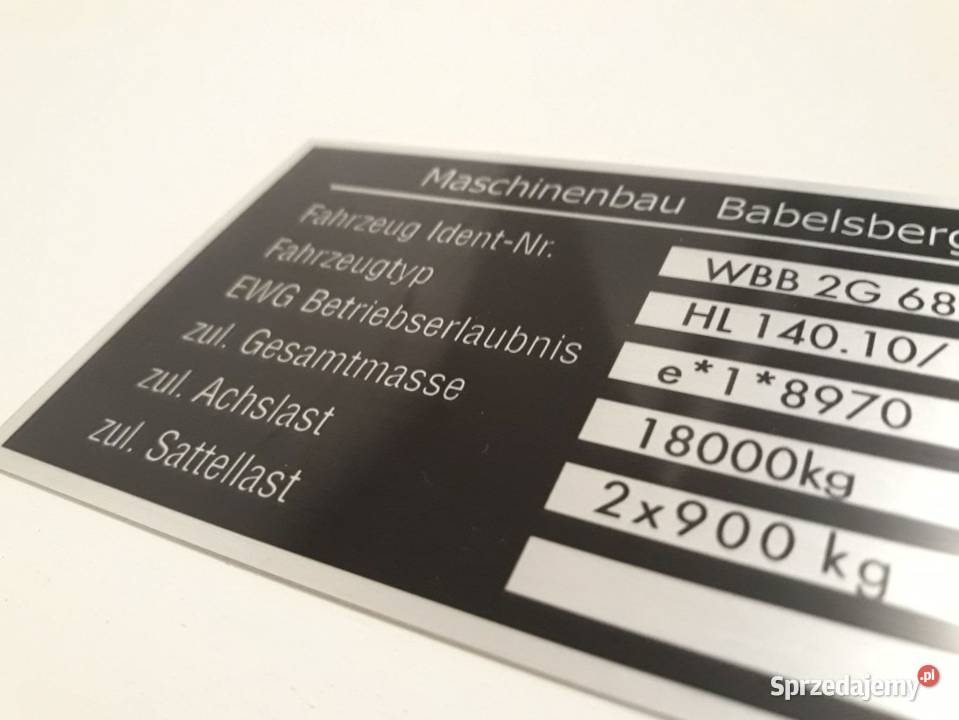 Maschinenbau Babelsberg
Fahrzeug Ident-Nr. WBB 2G 68
Fahrzeugtyp HL 140.10/
EWG Betriebserlaubnis e*1*8970
zul. Gesamtmasse 18000kg
zul. Achslast 2x900 kg
zul. Sattellast
Sprzedajemy.pl